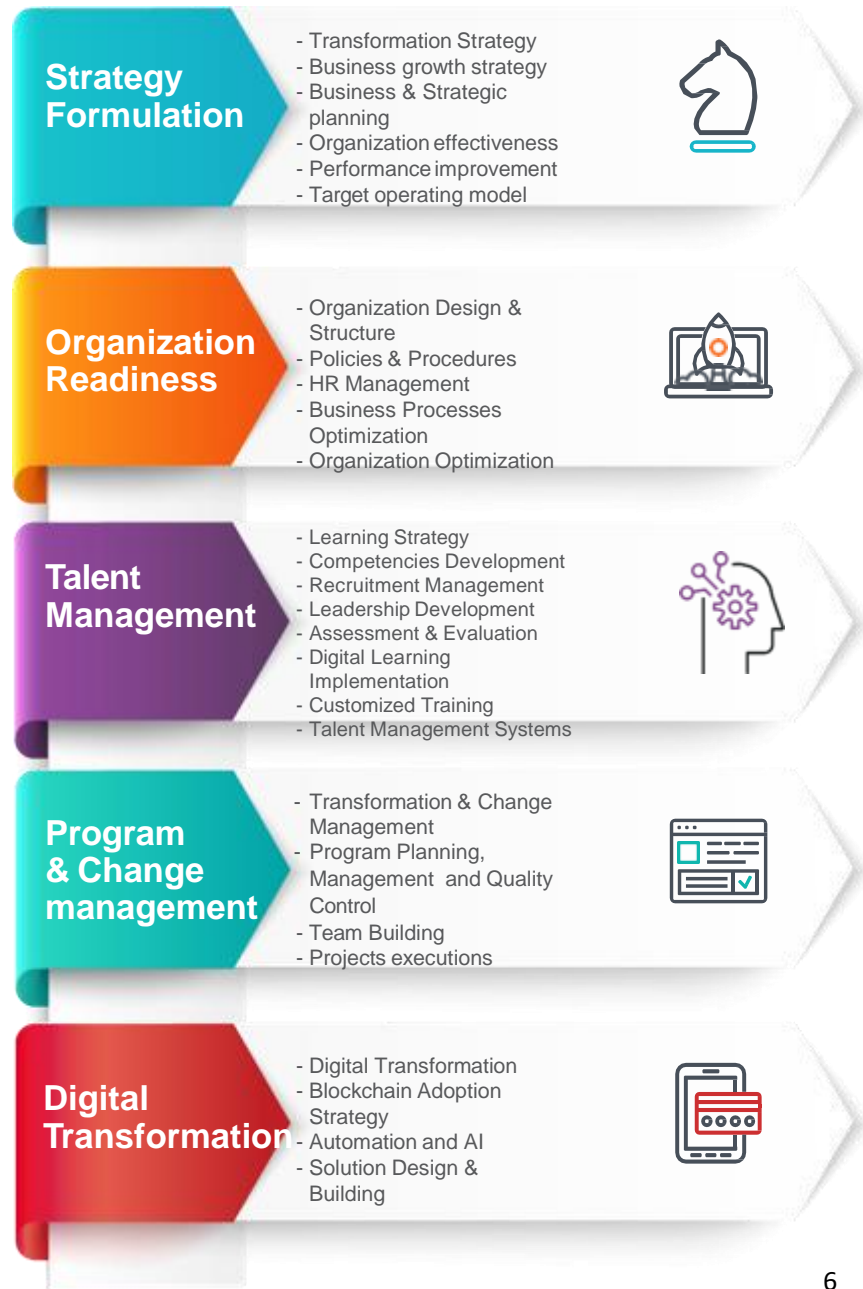 Strategy
Formulation
- Transformation Strategy
- Business growth strategy
- Business & Strategic
planning
- Organization effectiveness
- Performance improvement
- Target operating model
Organization
Readiness
- Organization Design &
Structure
- Policies & Procedures
- HR Management
- Business Processes
Optimization
- Organization Optimization
Talent
Management
- Learning Strategy
- Competencies Development
- Recruitment Management
- Leadership Development
- Assessment & Evaluation
- Digital Learning
Implementation
- Customized Training
- Talent Management Systems
Program
& Change
management
- Transformation & Change
Management
- Program Planning,
Management and Quality
Control
- Team Building
- Projects executions
Digital
Transformation
- Digital Transformation
- Blockchain Adoption
Strategy
- Automation and AI
- Solution Design &
Building
6